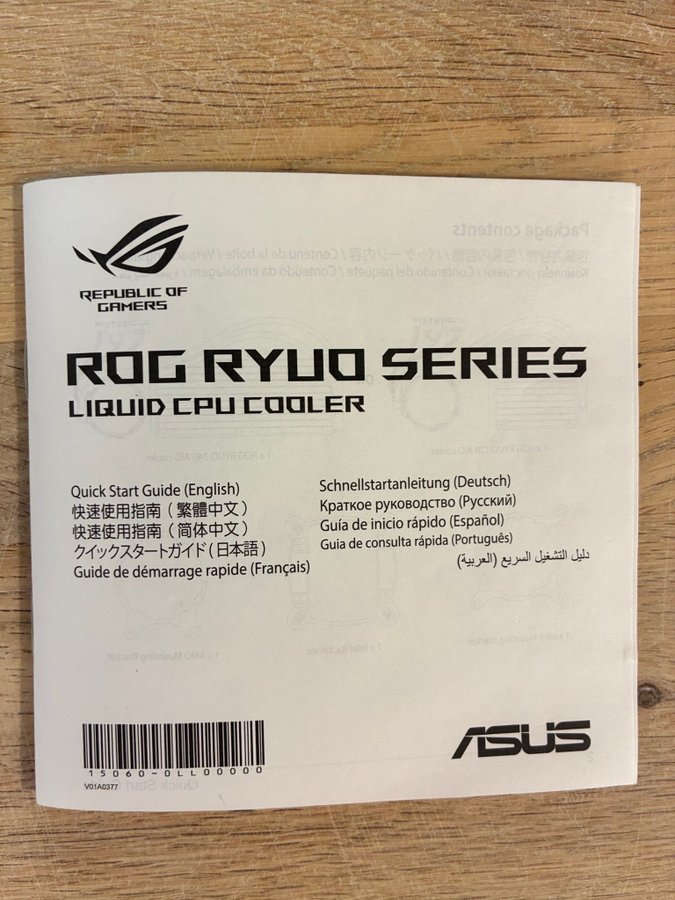 REPUBLIC OF
GAMERS
ROG RYUO SERIES
LIQUID CPU COOLER
Quick Start Guide (English)
快速使用指南（繁體中文）
快速使用指南（简体中文）
クイックスタートガイド(日本語)
Guide de démarrage rapide (Français)
Schnellstartanleitung (Deutsch)
Краткое руководство (Русский)
Guía de inicio rápido (Español)
Guia de consulta rápida (Português)
دليل التشغيل السريع (العربية)
15060-0LL00000
V01A0377
ASUS